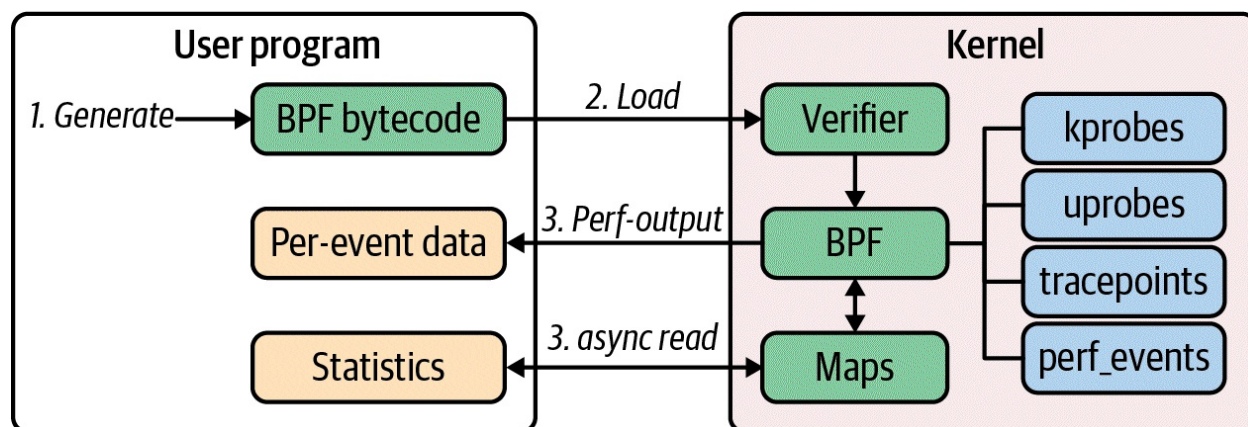 User program
Kernel
1. Generate
BPF bytecode
2. Load
Verifier
kprobes
uprobes
Per-event data
3. Perf-output
BPF
tracepoints
Statistics
3. async read
Maps
perf_events